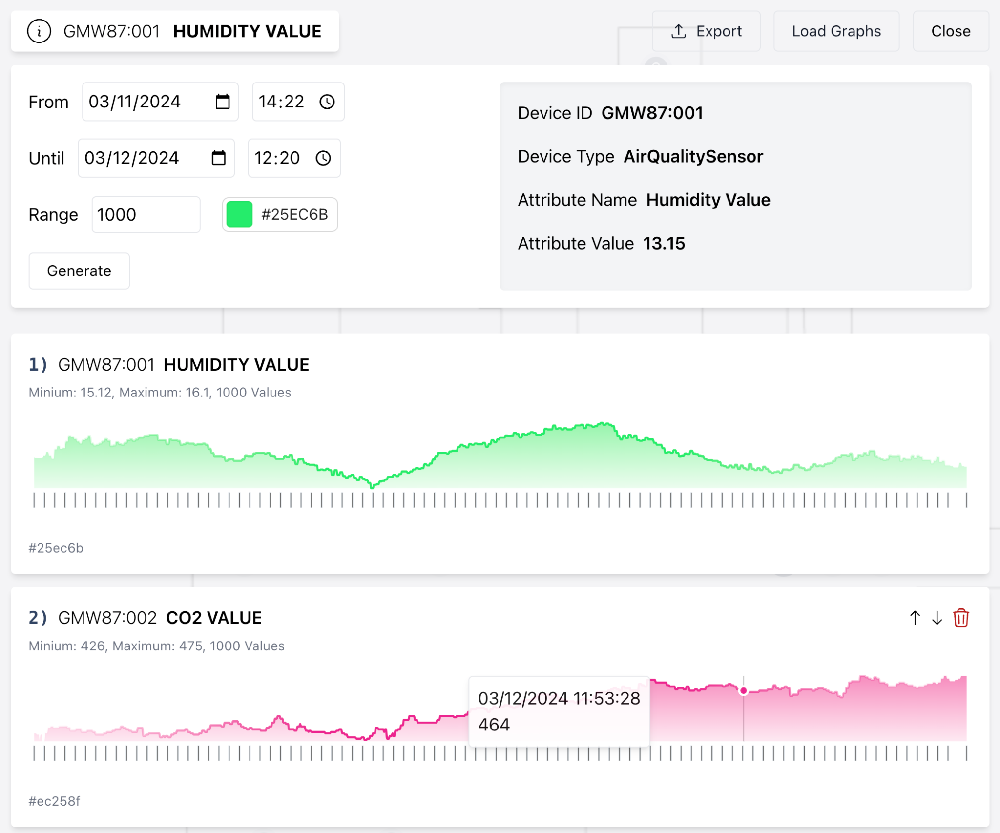 GMW87:001 HUMIDITY VALUE
Export
Load Graphs
Close
From 03/11/2024 14:22
Until 03/12/2024 12:20
Range 1000 #25EC6B
Generate
Device ID GMW87:001
Device Type AirQualitySensor
Attribute Name Humidity Value
Attribute Value 13.15
1) GMW87:001 HUMIDITY VALUE
Minium: 15.12, Maximum: 16.1, 1000 Values
#25ec6b
2) GMW87:002 CO2 VALUE
Minium: 426, Maximum: 475, 1000 Values
03/12/2024 11:53:28
464
#ec258f